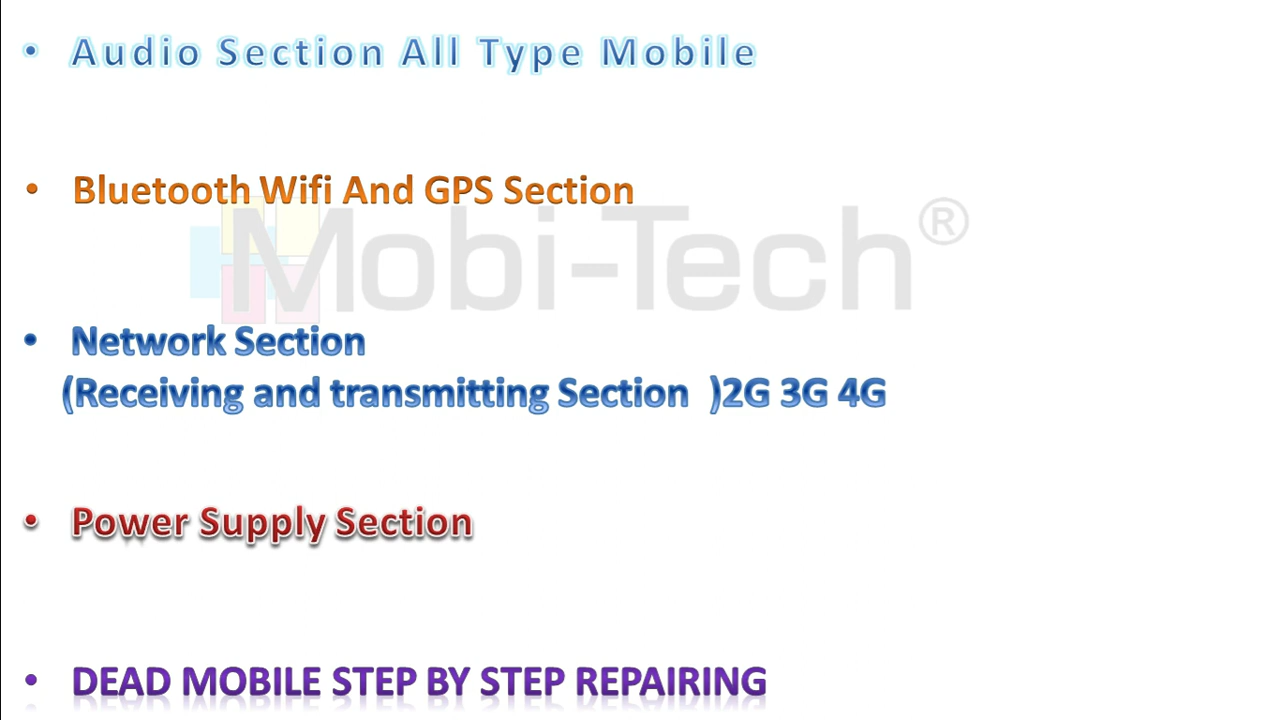 • Audio Section All Type Mobile
• Bluetooth Wifi And GPS Section
Mobi-Tech®
• Network Section
(Receiving and transmitting Section )2G 3G 4G
• Power Supply Section
• DEAD MOBILE STEP BY STEP REPAIRING